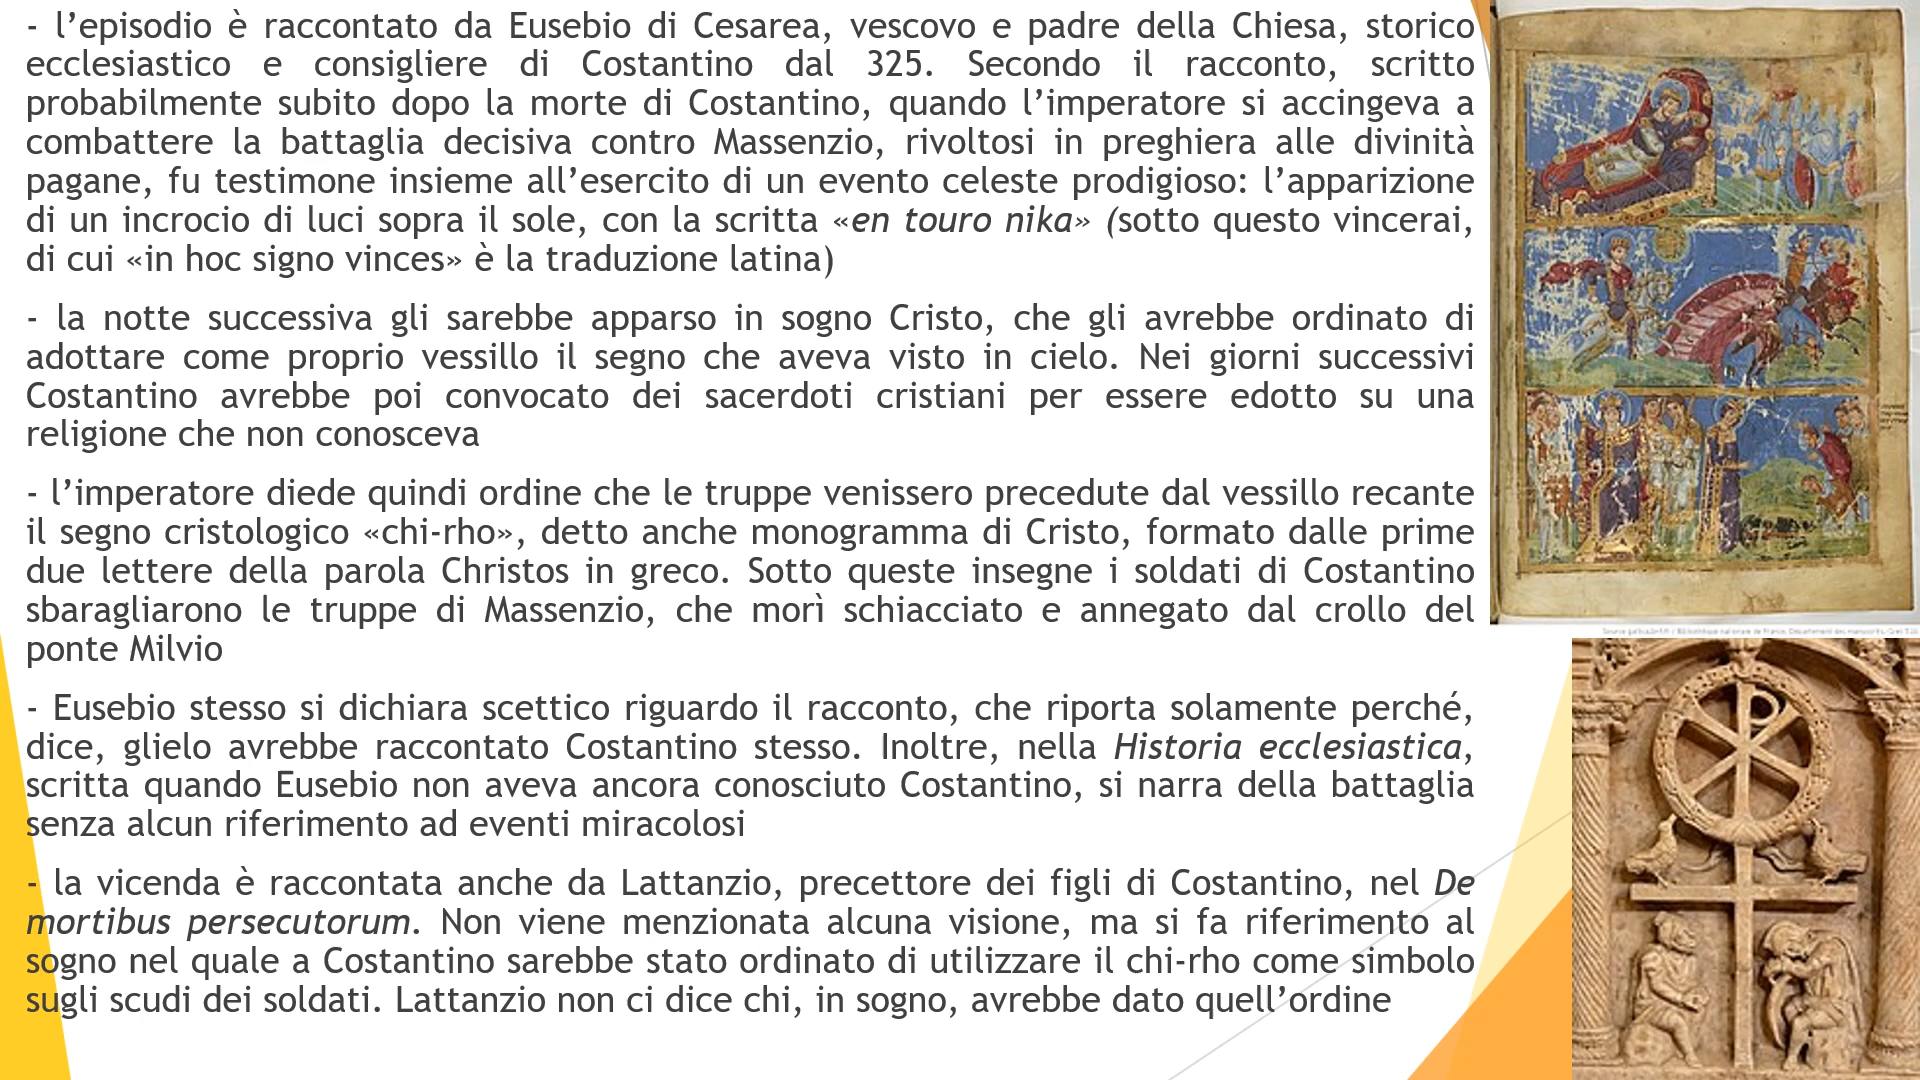 - l’episodio è raccontato da Eusebio di Cesarea, vescovo e padre della Chiesa, storico
ecclesiastico e consigliere di Costantino dal 325. Secondo il racconto, scritto
probabilmente subito dopo la morte di Costantino, quando l’imperatore si accingeva a
combattere la battaglia decisiva contro Massenzio, rivoltosi in preghiera alle divinità
pagane, fu testimone insieme all’esercito di un evento celeste prodigioso: l’apparizione
di un incrocio di luci sopra il sole, con la scritta «en touro nika» (sotto questo vincerai,
di cui «in hoc signo vinces» è la traduzione latina)
- la notte successiva gli sarebbe apparso in sogno Cristo, che gli avrebbe ordinato di
adottare come proprio vessillo il segno che aveva visto in cielo. Nei giorni successivi
Costantino avrebbe poi convocato dei sacerdoti cristiani per essere edotto su una
religione che non conosceva
- l’imperatore diede quindi ordine che le truppe venissero precedute dal vessillo recante
il segno cristologico «chi-rho», detto anche monogramma di Cristo, formato dalle prime
due lettere della parola Christos in greco. Sotto queste insegne i soldati di Costantino
sbaragliarono le truppe di Massenzio, che morì schiacciato e annegato dal crollo del
ponte Milvio
- Eusebio stesso si dichiara scettico riguardo il racconto, che riporta solamente perché,
dice, glielo avrebbe raccontato Costantino stesso. Inoltre, nella Historia ecclesiastica,
scritta quando Eusebio non aveva ancora conosciuto Costantino, si narra della battaglia
senza alcun riferimento ad eventi miracolosi
- la vicenda è raccontata anche da Lattanzio, precettore dei figli di Costantino, nel De
mortibus persecutorum. Non viene menzionata alcuna visione, ma si fa riferimento al
sogno nel quale a Costantino sarebbe stato ordinato di utilizzare il chi-rho come simbolo
sugli scudi dei soldati. Lattanzio non ci dice chi, in sogno, avrebbe dato quell’ordine